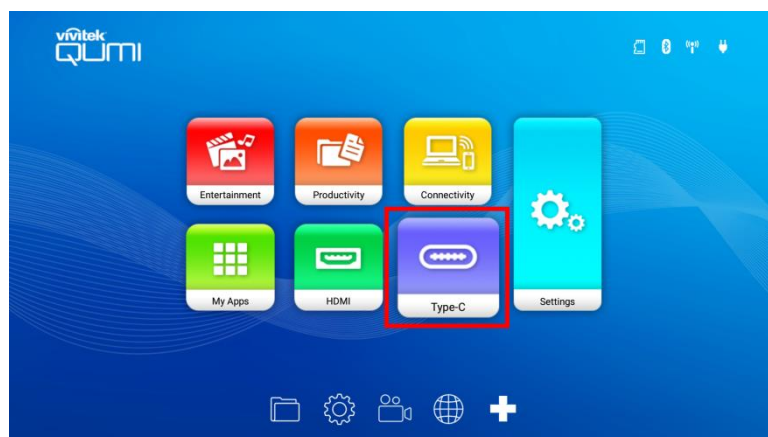 vivitek
QUMI
Entertainment
Productivity
Connectivity
My Apps
HDMI
Type-C
Settings